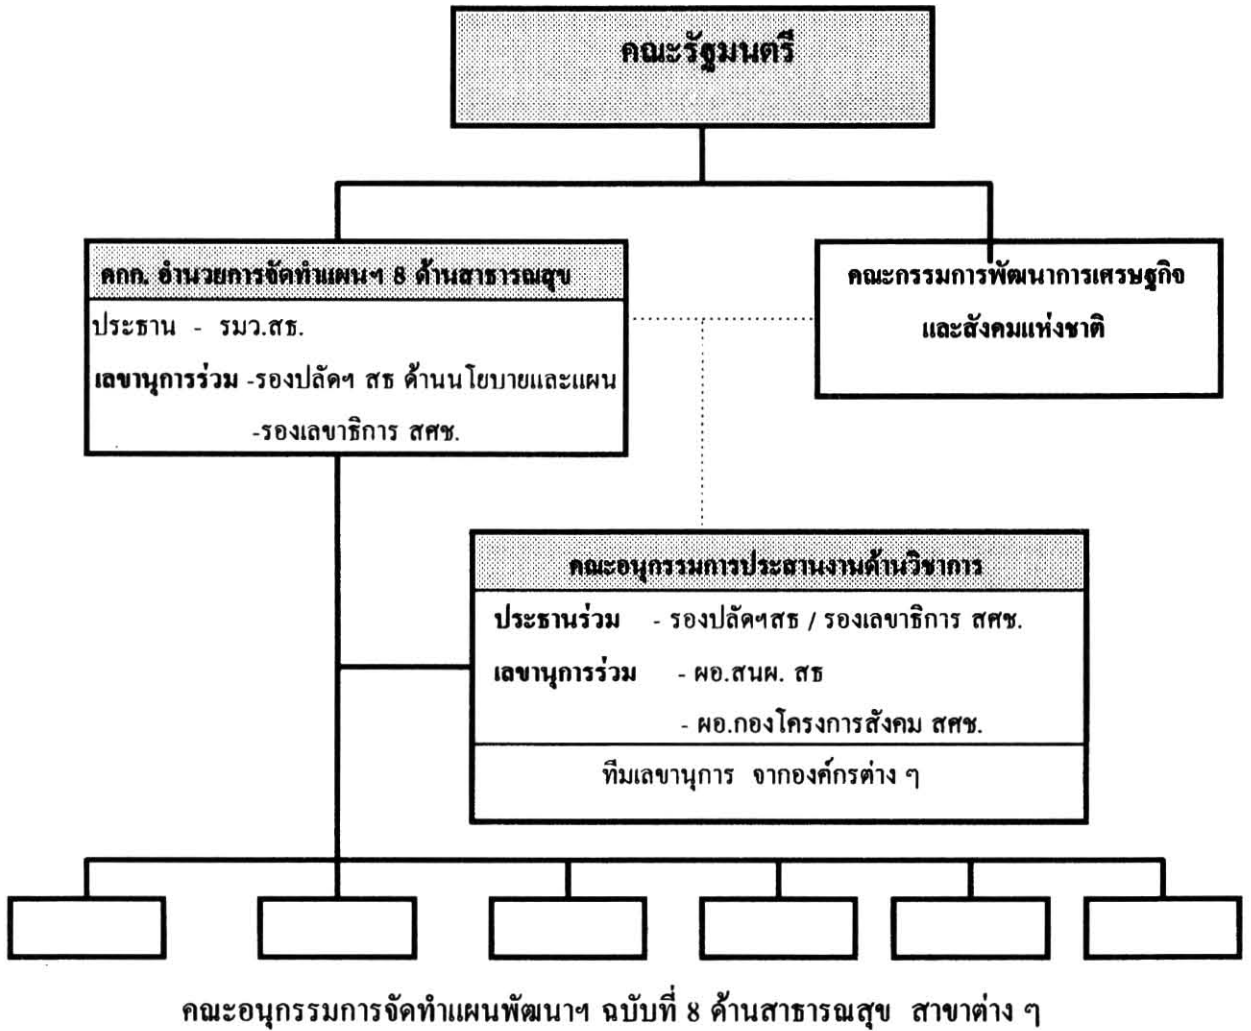 คณะรัฐมนตรี
คกก. อำนวยการจัดทำแผนฯ 8 ด้านสาธารณสุข
ประธาน - รมว.สธ.
เลขานุการร่วม -รองปลัดฯ สธ ด้านนโยบายและแผน
-รองเลขาธิการ สศช.
คณะกรรมการพัฒนาการเศรษฐกิจ
และสังคมแห่งชาติ
คณะอนุกรรมการประสานงานด้านวิชาการ
ประธานร่วม - รองปลัดฯสธ / รองเลขาธิการ สศช.
เลขานุการร่วม - ผอ.สนผ. สธ
- ผอ.กองโครงการสังคม สศช.
ทีมเลขานุการ จากองค์กรต่าง ๆ
คณะอนุกรรมการจัดทำแผนพัฒนาฯ ฉบับที่ 8 ด้านสาธารณสุข สาขาต่าง ๆ